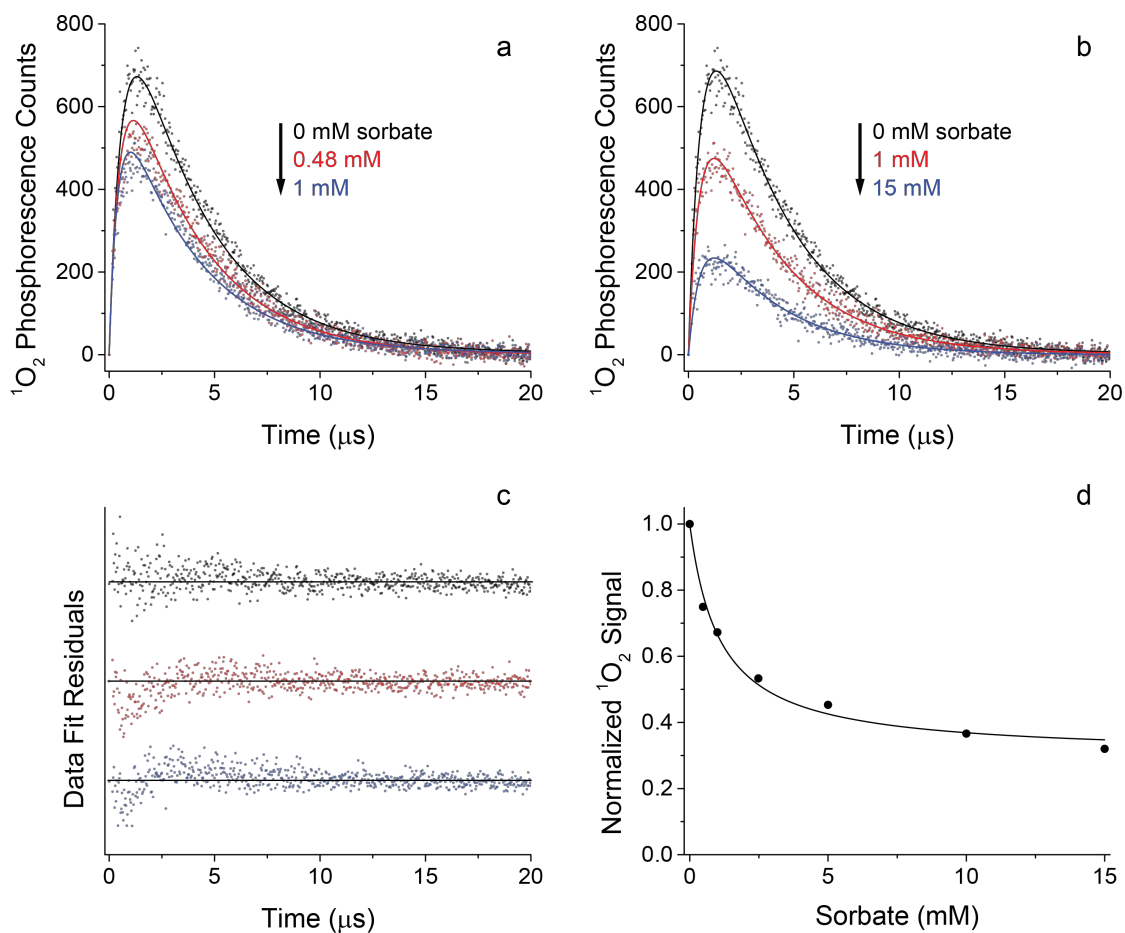 a
800
600
400
200
0
¹O₂ Phosphorescence Counts
0 mM sorbate
0.48 mM
1 mM
0
5
10
15
20
Time (μs)
b
800
600
400
200
0
¹O₂ Phosphorescence Counts
0 mM sorbate
1 mM
15 mM
0
5
10
15
20
Time (μs)
c
Data Fit Residuals
0
5
10
15
20
Time (μs)
d
1.0
0.8
0.6
0.4
0.2
0.0
Normalized ¹O₂ Signal
0
5
10
15
Sorbate (mM)